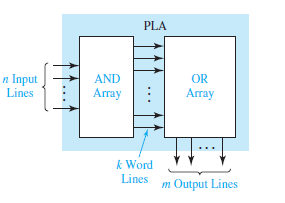 PLA
n Input
Lines
AND
Array
OR
Array
k Word
Lines
m Output Lines